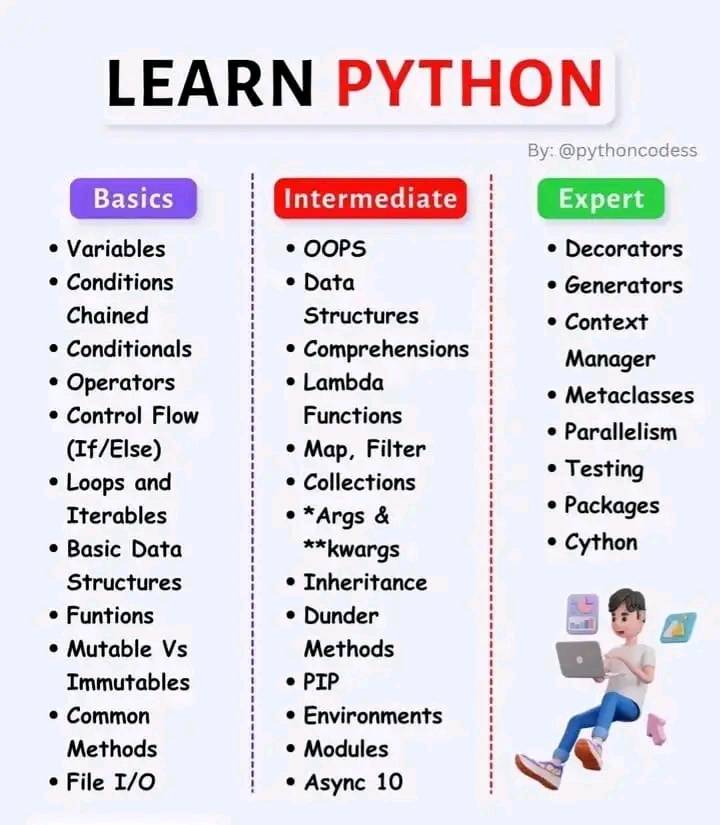 LEARN PYTHON
By: @pythoncodess
Basics
• Variables
• Conditions
Chained
• Conditionals
• Operators
• Control Flow
(If/Else)
• Loops and
Iterables
• Basic Data
Structures
• Funtions
• Mutable Vs
Immutables
• Common
Methods
• File I/O
Intermediate
• OOPS
• Data
Structures
• Comprehensions
• Lambda
Functions
• Map, Filter
• Collections
• *Args &
**kwargs
• Inheritance
• Dunder
Methods
• PIP
• Environments
• Modules
• Async 10
Expert
• Decorators
• Generators
• Context
Manager
• Metaclasses
• Parallelism
• Testing
• Packages
• Cython